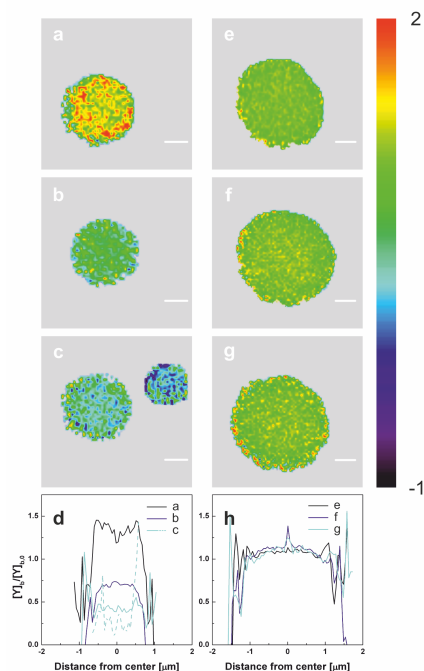 a
e
2
b
f
c
g
-1
d
a
b
c
h
e
f
g
[Y]b/[Y]b,0
1.5
1.0
0.5
0.0
-2 -1 0 1 2
-2 -1 0 1 2
Distance from center [µm]
Distance from center [µm]